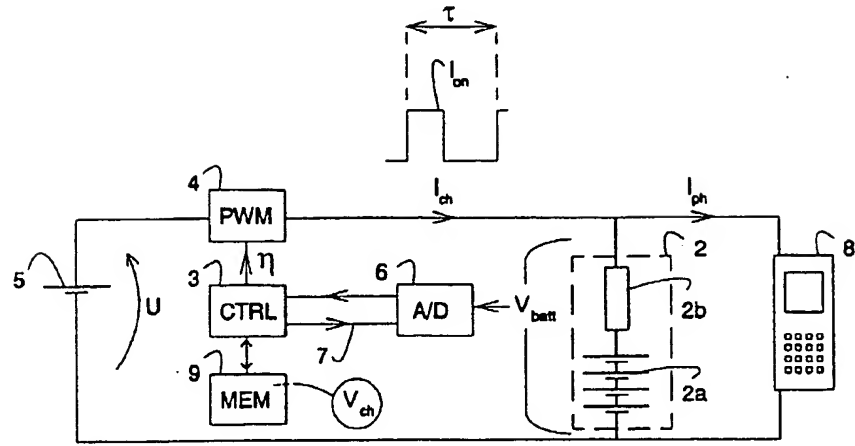 τ
I_on
4
I_ch
I_ph
PWM
2
8
5
η
3
6
U
CTRL
A/D
V_batt
2b
7
9
MEM
V_ch
2a